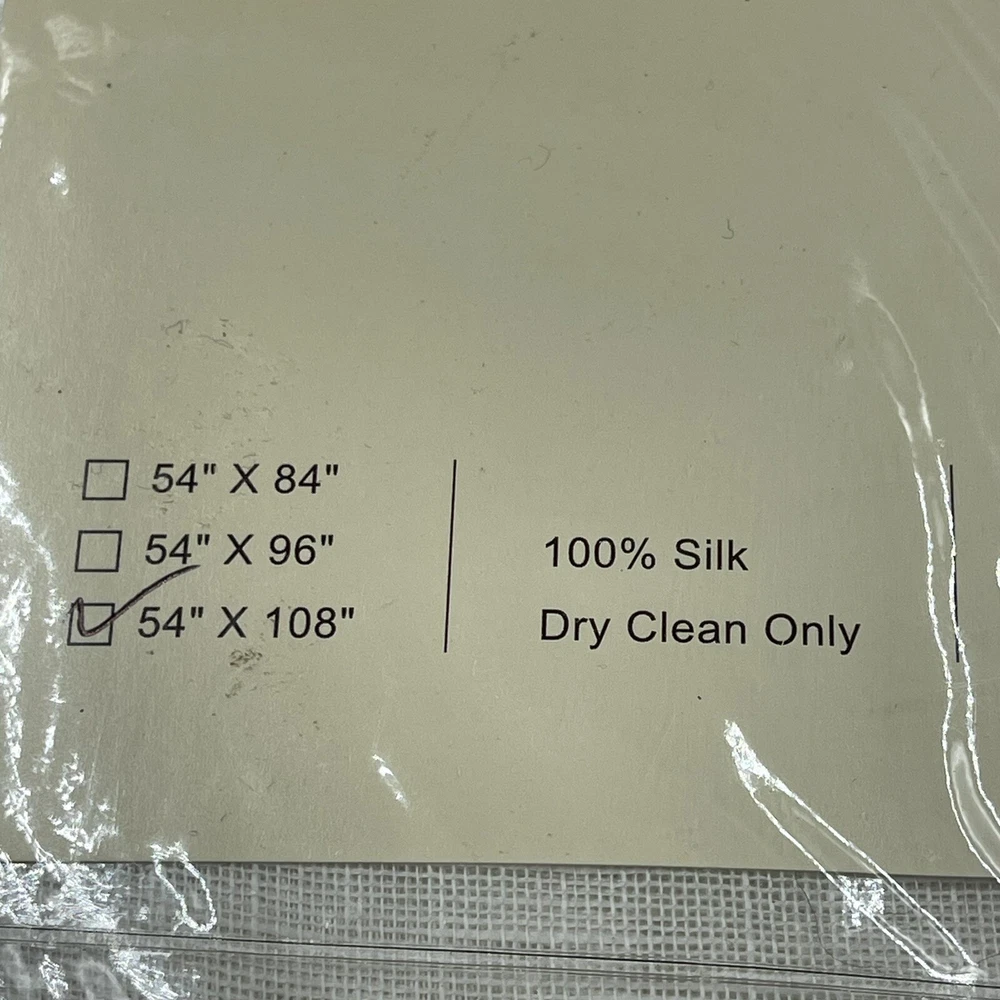 54" X 84"
54" X 96"
54" X 108"
100% Silk
Dry Clean Only